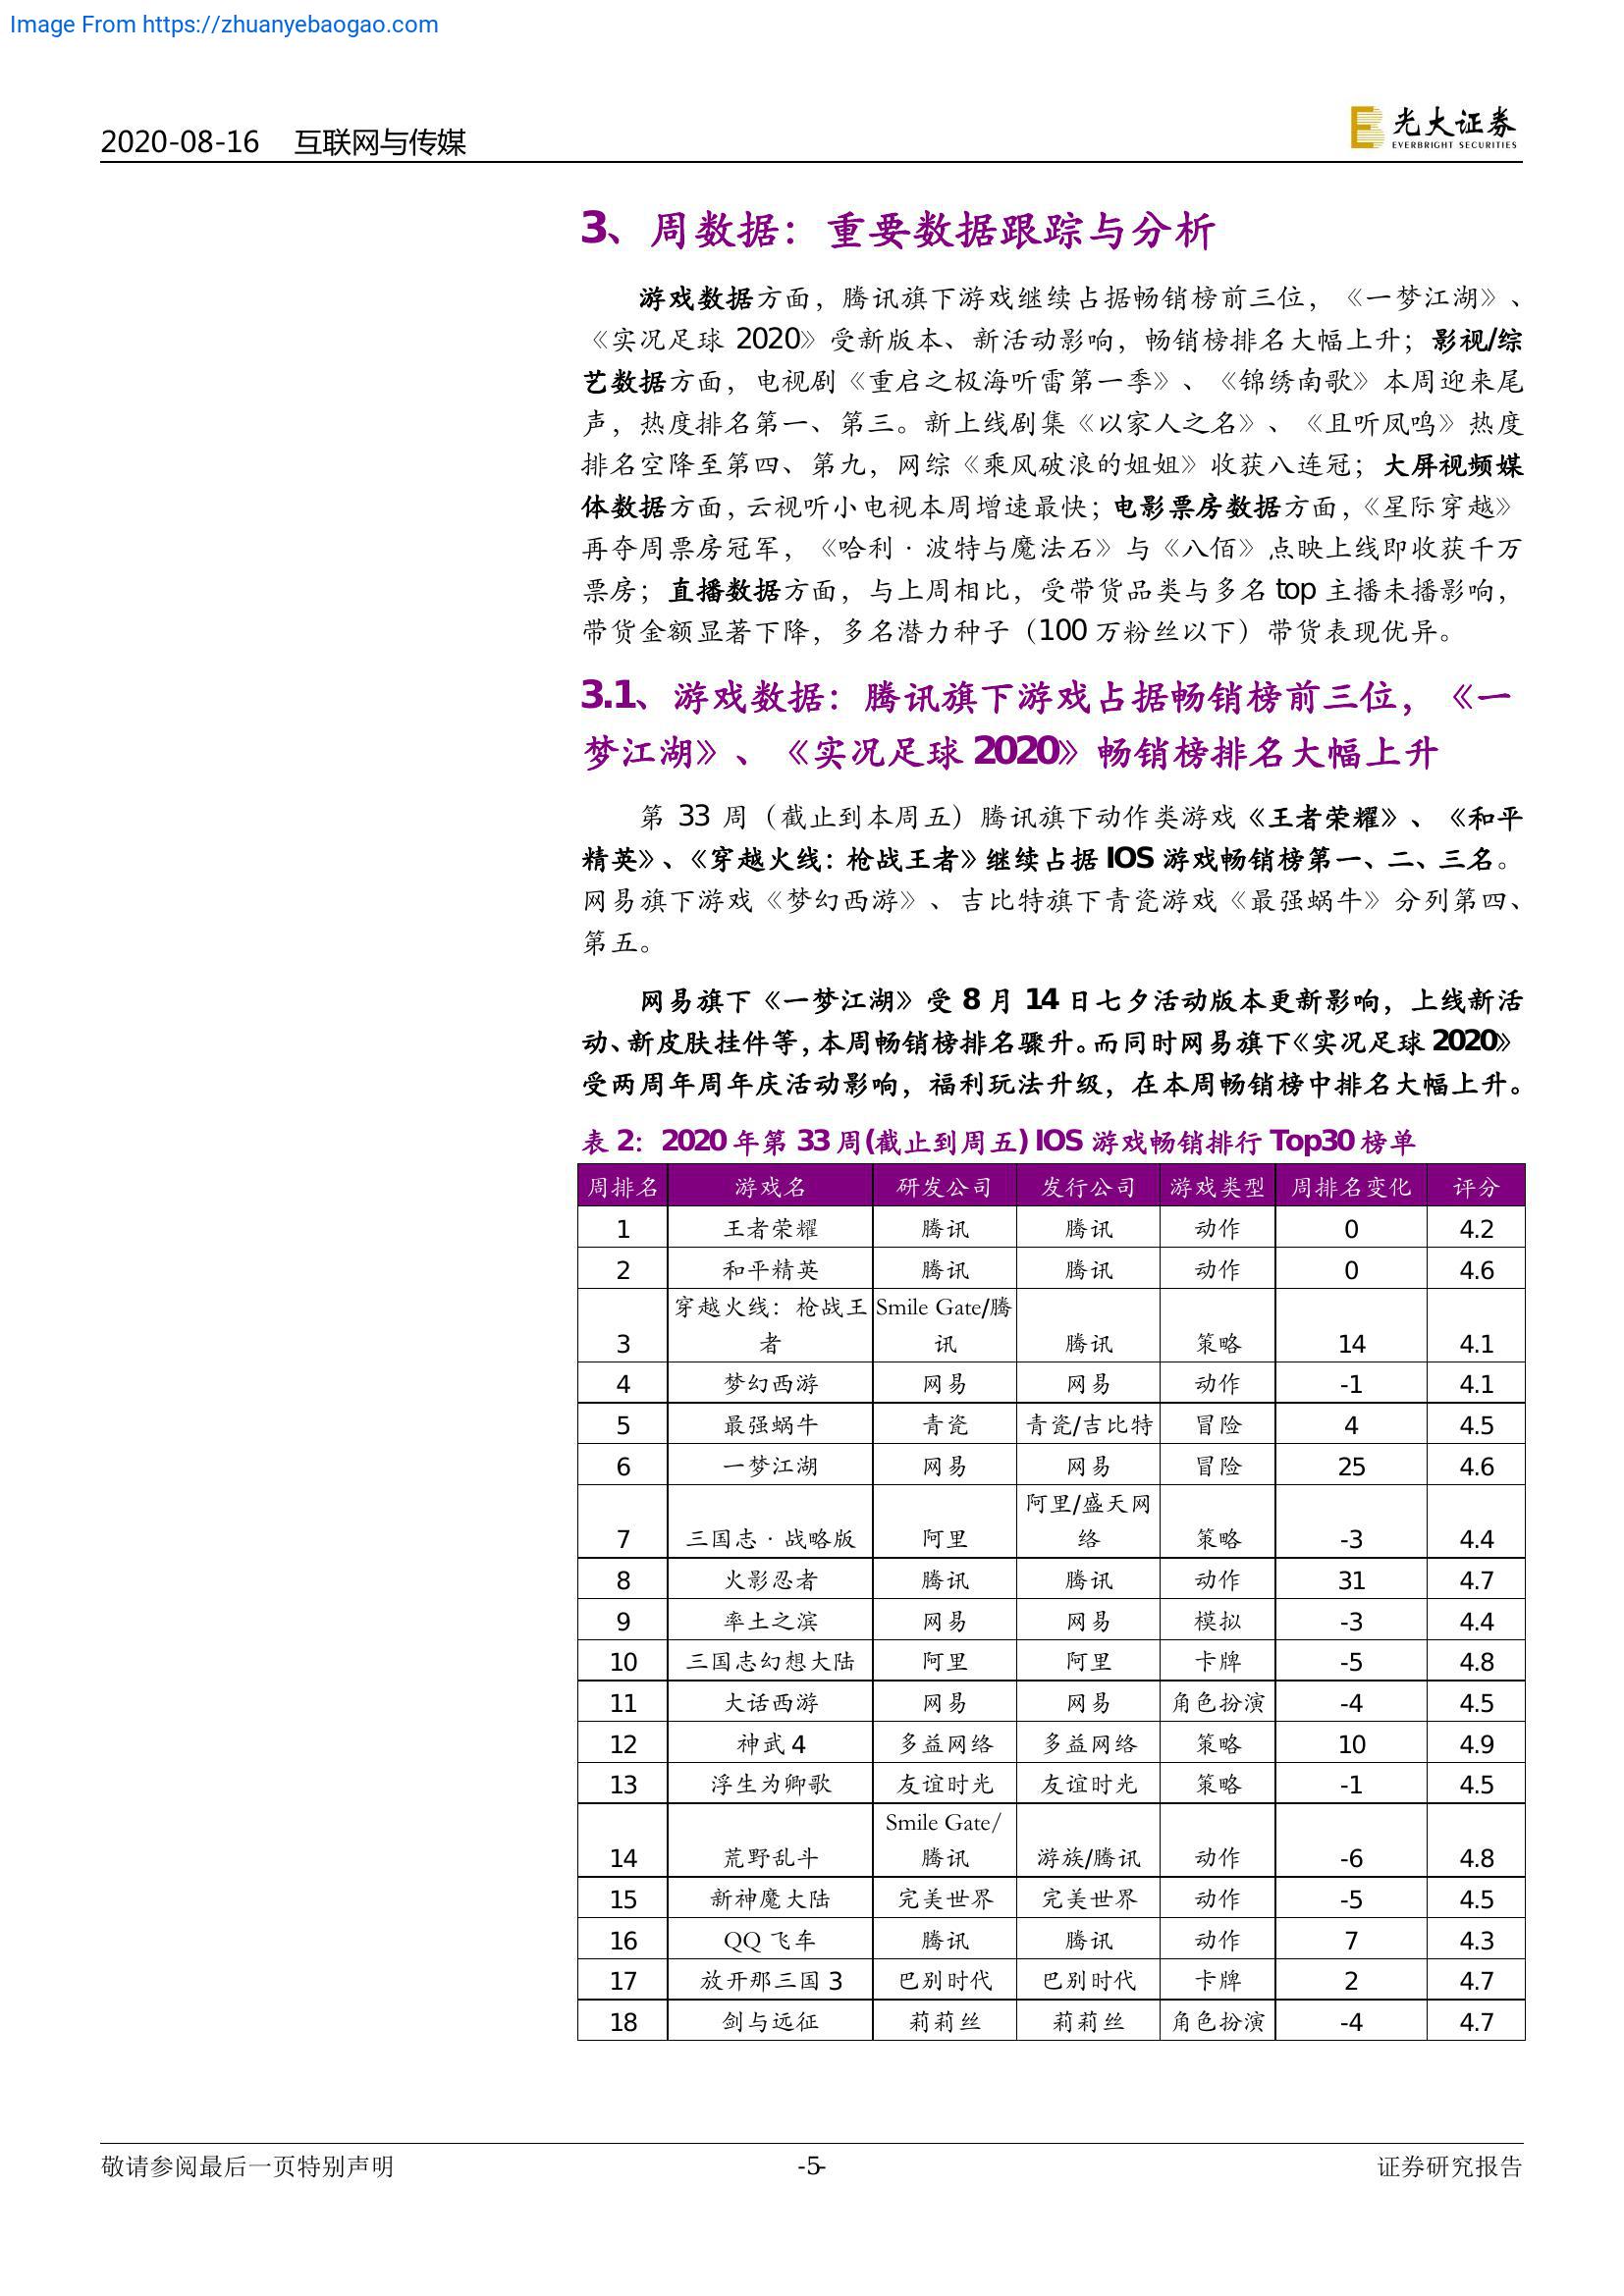 Image From https://zhuanyebaogao.com
2020-08-16 互联网与传媒
光大证券
EVERBRIGHT SECURITIES
3、周数据：重要数据跟踪与分析
游戏数据方面，腾讯旗下游戏继续占据畅销榜前三位，《一梦江湖》、
《实况足球 2020》受新版本、新活动影响，畅销榜排名大幅上升；影视/综
艺数据方面，电视剧《重启之极海听雷第一季》、《锦绣南歌》本周迎来尾
声，热度排名第一、第三。新上线剧集《以家人之名》、《且听凤鸣》热度
排名空降至第四、第九，网综《乘风破浪的姐姐》收获八连冠；大屏视频媒
体数据方面，云视听小电视本周增速最快；电影票房数据方面，《星际穿越》
再夺周票房冠军，《哈利·波特与魔法石》与《八佰》点映上线即收获千万
票房；直播数据方面，与上周相比，受带货品类与多名 top 主播未播影响，
带货金额显著下降，多名潜力种子（100 万粉丝以下）带货表现优异。
3.1、游戏数据：腾讯旗下游戏占据畅销榜前三位，《一
梦江湖》、《实况足球 2020》畅销榜排名大幅上升
第 33 周（截止到本周五）腾讯旗下动作类游戏《王者荣耀》、《和平
精英》、《穿越火线：枪战王者》继续占据 IOS 游戏畅销榜第一、二、三名。
网易旗下游戏《梦幻西游》、吉比特旗下青瓷游戏《最强蜗牛》分列第四、
第五。
网易旗下《一梦江湖》受 8 月 14 日七夕活动版本更新影响，上线新活
动、新皮肤挂件等，本周畅销榜排名骤升。而同时网易旗下《实况足球 2020》
受两周年周年庆活动影响，福利玩法升级，在本周畅销榜中排名大幅上升。
表 2：2020 年第 33 周(截止到周五) IOS 游戏畅销排行 Top30 榜单
周排名 游戏名 研发公司 发行公司 游戏类型 周排名变化 评分
1 王者荣耀 腾讯 腾讯 动作 0 4.2
2 和平精英 腾讯 腾讯 动作 0 4.6
穿越火线：枪战王 Smile Gate/腾
3 者 讯 腾讯 策略 14 4.1
4 梦幻西游 网易 网易 动作 -1 4.1
5 最强蜗牛 青瓷 青瓷/吉比特 冒险 4 4.5
6 一梦江湖 网易 网易 冒险 25 4.6
阿里/盛天网
7 三国志·战略版 阿里 络 策略 -3 4.4
8 火影忍者 腾讯 腾讯 动作 31 4.7
9 率土之滨 网易 网易 模拟 -3 4.4
10 三国志幻想大陆 阿里 阿里 卡牌 -5 4.8
11 大话西游 网易 网易 角色扮演 -4 4.5
12 神武 4 多益网络 多益网络 策略 10 4.9
13 浮生为卿歌 友谊时光 友谊时光 策略 -1 4.5
Smile Gate/
14 荒野乱斗 腾讯 游族/腾讯 动作 -6 4.8
15 新神魔大陆 完美世界 完美世界 动作 -5 4.5
16 QQ 飞车 腾讯 腾讯 动作 7 4.3
17 放开那三国 3 巴别时代 巴别时代 卡牌 2 4.7
18 剑与远征 莉莉丝 莉莉丝 角色扮演 -4 4.7
敬请参阅最后一页特别声明 -5- 证券研究报告